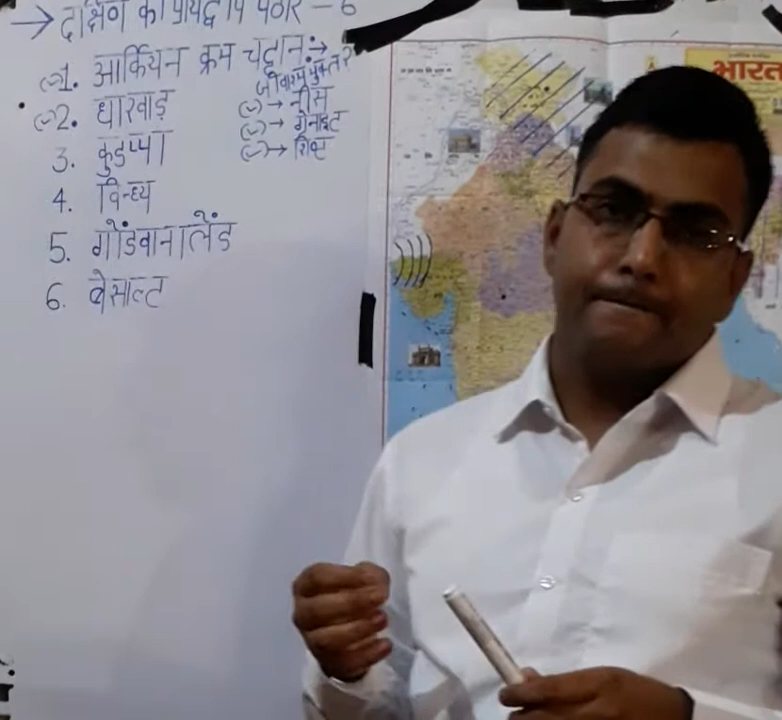 → दक्षिण का प्रायद्वीप पठार – 6
1. आर्कियन क्रम चट्टान :→
2. धारवाड़
3. कुडप्पा
4. विन्ध्य
5. गोंडवानालैंड
6. बेसाल्ट
→ नीस
→ ग्रेनाइट
→ शिष्ट
भारत